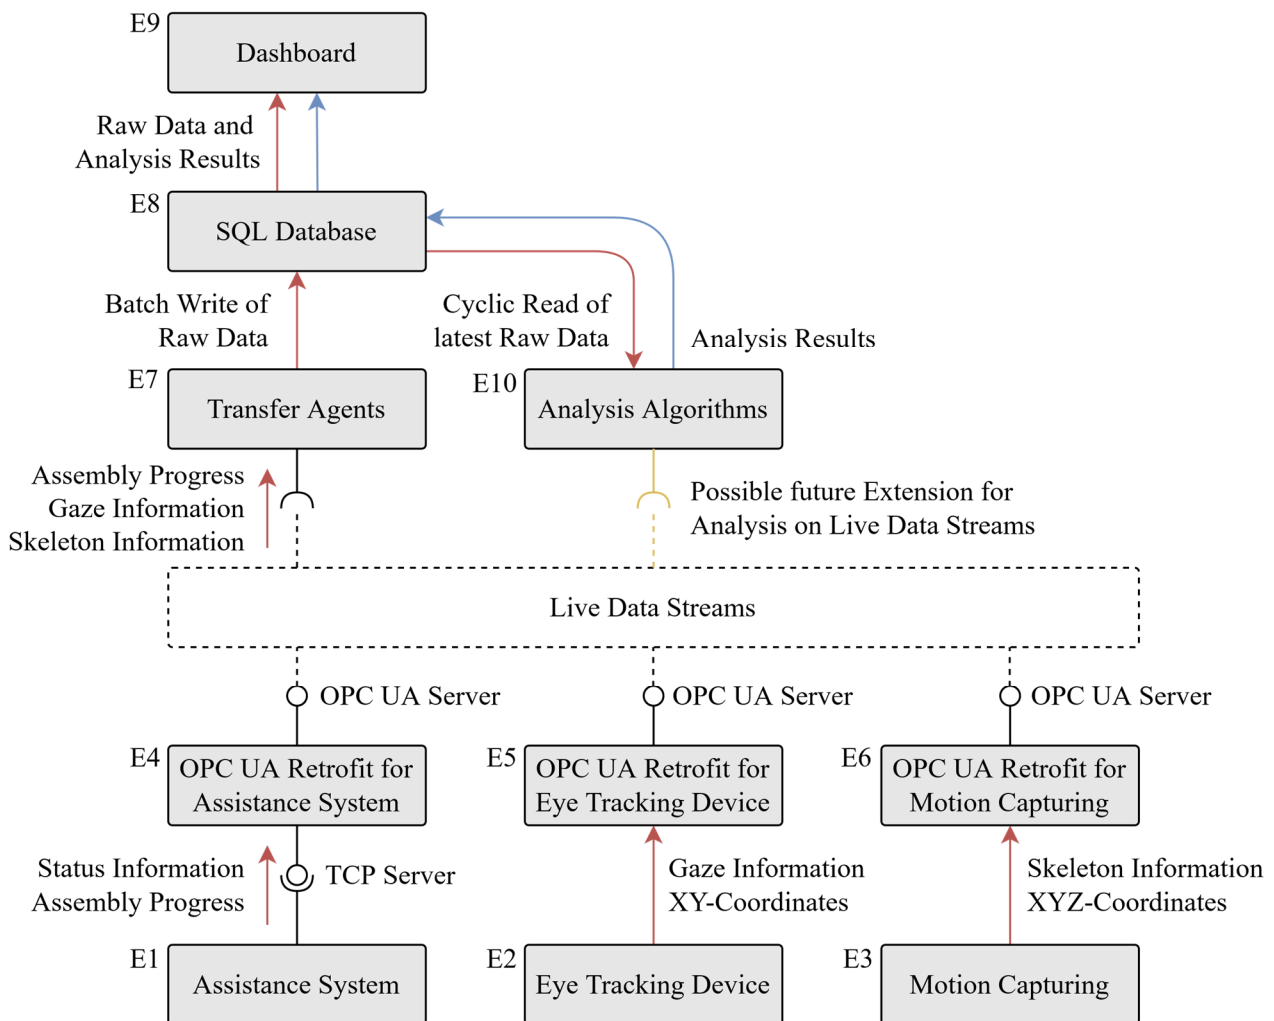 E9
Dashboard
Raw Data and
Analysis Results
E8
SQL Database
Batch Write of
Raw Data
Cyclic Read of
latest Raw Data
Analysis Results
E7
Transfer Agents
E10
Analysis Algorithms
Assembly Progress
Gaze Information
Skeleton Information
Possible future Extension for
Analysis on Live Data Streams
Live Data Streams
OPC UA Server
OPC UA Server
OPC UA Server
E4
OPC UA Retrofit for
Assistance System
E5
OPC UA Retrofit for
Eye Tracking Device
E6
OPC UA Retrofit for
Motion Capturing
Status Information
Assembly Progress
TCP Server
Gaze Information
XY-Coordinates
Skeleton Information
XYZ-Coordinates
E1
Assistance System
E2
Eye Tracking Device
E3
Motion Capturing